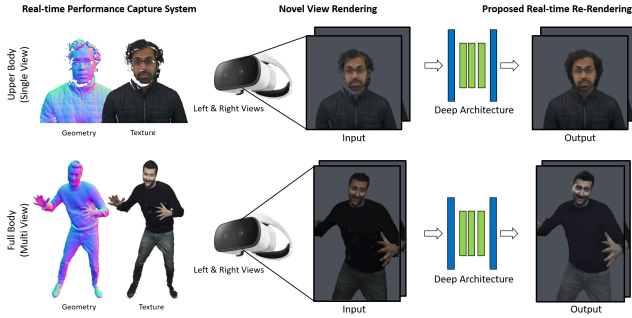 Real-time Performance Capture System
Novel View Rendering
Proposed Real-time Re-Rendering
Upper Body
(Single View)
Geometry
Texture
Left & Right Views
Input
Deep Architecture
Output
Full Body
(Multi View)
Geometry
Texture
Left & Right Views
Input
Deep Architecture
Output